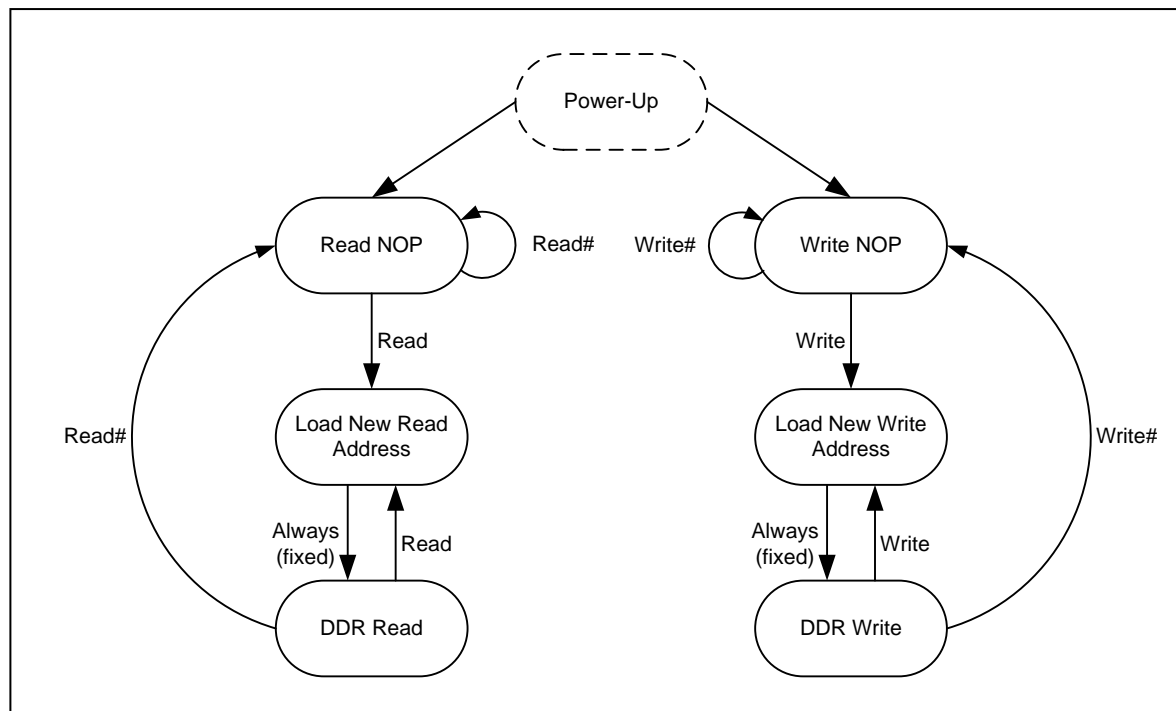 Power-Up
Read NOP
Read#
Write#
Write NOP
Read
Write
Load New Read
Address
Load New Write
Address
Read#
Write#
Always
(fixed)
Read
Always
(fixed)
Write
DDR Read
DDR Write